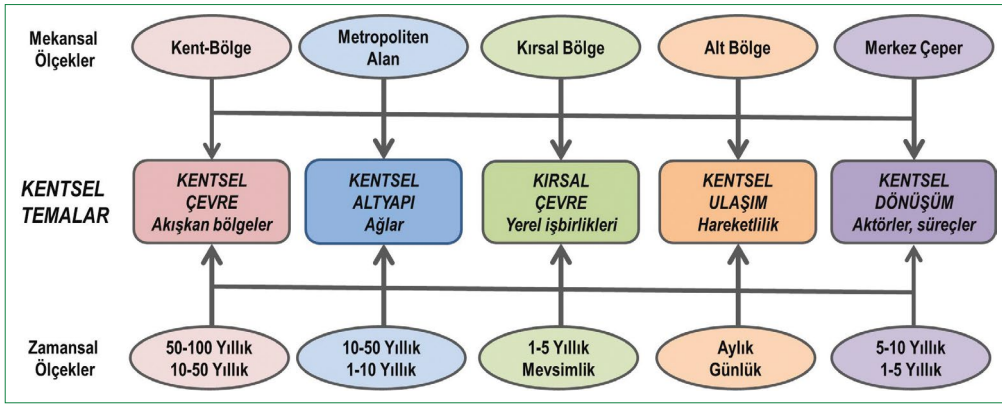 Mekansal
Ölçekler
Kent-Bölge
Metropoliten
Alan
Kırsal Bölge
Alt Bölge
Merkez Çeper
KENTSEL
TEMALAR
KENTSEL
ÇEVRE
Akışkan bölgeler
KENTSEL
ALTYAPI
Ağlar
KIRSAL
ÇEVRE
Yerel işbirlikleri
KENTSEL
ULAŞIM
Hareketlilik
KENTSEL
DÖNÜŞÜM
Aktörler, süreçler
Zamansal
Ölçekler
50-100 Yıllık
10-50 Yıllık
10-50 Yıllık
1-10 Yıllık
1-5 Yıllık
Mevsimlik
Aylık
Günlük
5-10 Yıllık
1-5 Yıllık